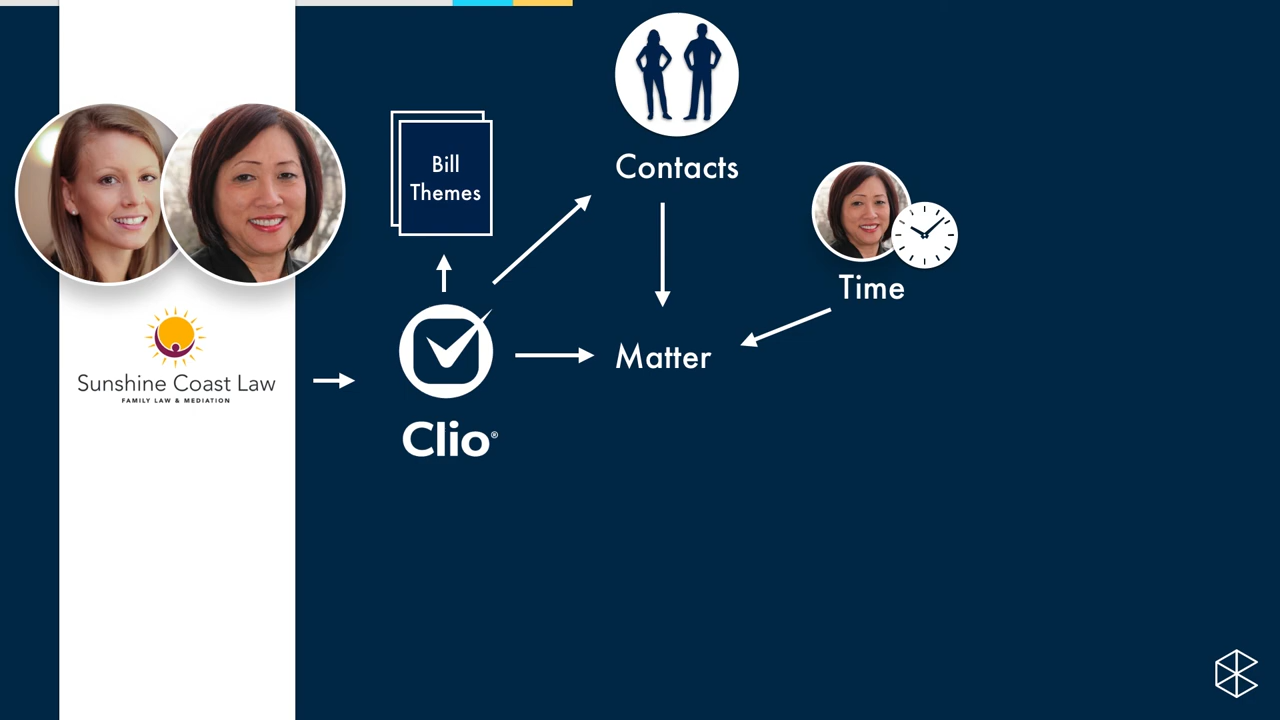 Contacts
Bill
Themes
Time
Matter
Sunshine Coast Law
FAMILY LAW & MEDIATION
Clio®